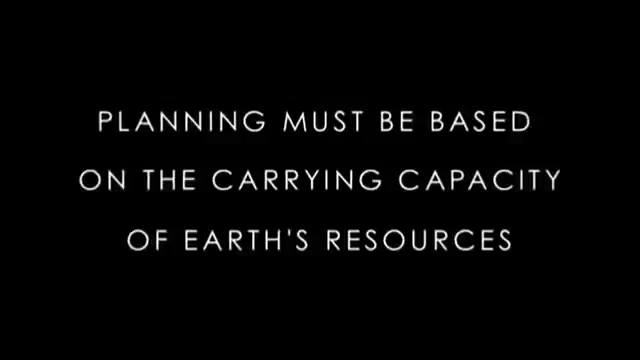 PLANNING MUST BE BASED
ON THE CARRYING CAPACITY
OF EARTH'S RESOURCES